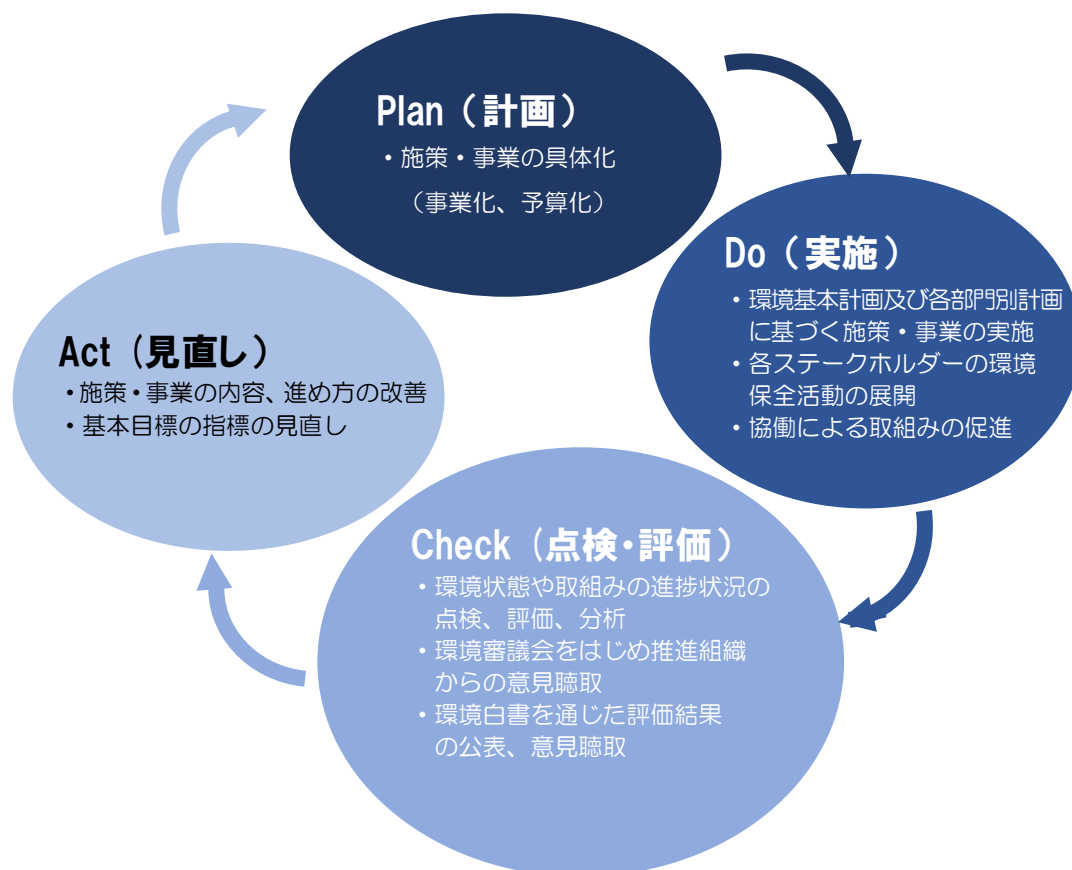 Plan（計画）
・施策・事業の具体化
（事業化、予算化）
Do（実施）
・環境基本計画及び各部門別計画
に基づく施策・事業の実施
・各ステークホルダーの環境
保全活動の展開
・協働による取組みの促進
Check（点検・評価）
・環境状態や取組みの進捗状況の
点検、評価、分析
・環境審議会をはじめ推進組織
からの意見聴取
・環境白書を通じた評価結果
の公表、意見聴取
Act（見直し）
・施策・事業の内容、進め方の改善
・基本目標の指標の見直し